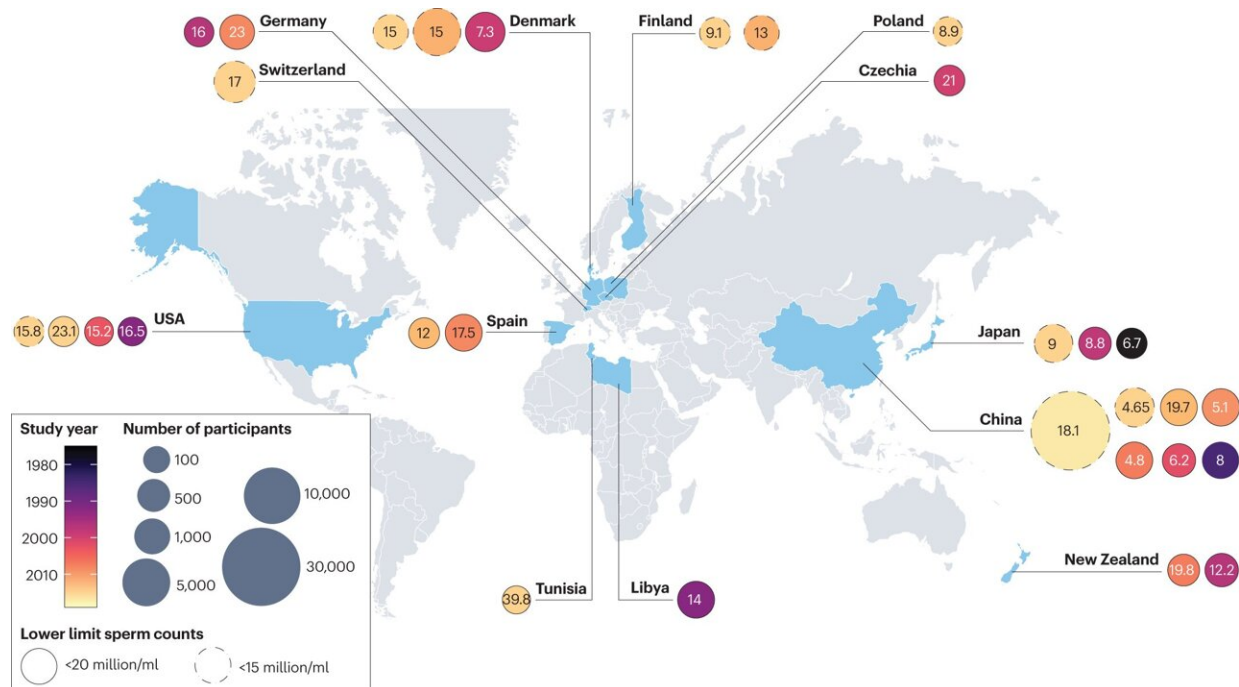 16 23 Germany
15 15 7.3 Denmark
Finland 9.1 13
Poland 8.9
17 Switzerland
Czechia 21
15.8 23.1 15.2 16.5 USA
12 17.5 Spain
Japan 9 8.8 6.7
China 18.1 4.65 19.7 5.1
4.8 6.2 8
New Zealand 19.8 12.2
39.8 Tunisia
Libya 14
Study year
1980
1990
2000
2010
Number of participants
100
500
1,000
5,000
10,000
30,000
Lower limit sperm counts
<20 million/ml
<15 million/ml